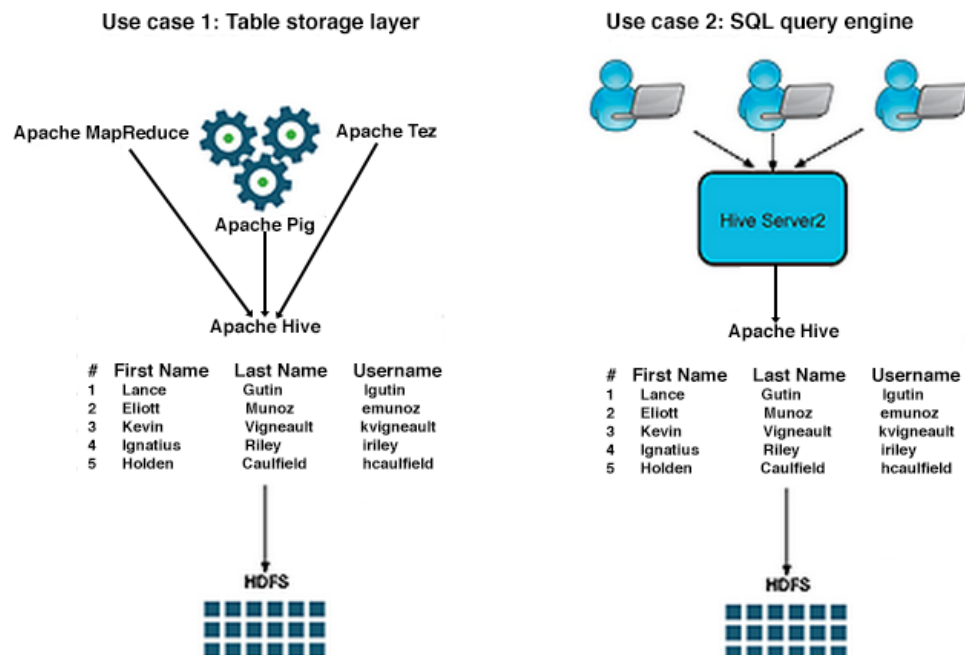 Use case 1: Table storage layer
Apache MapReduce
Apache Tez
Apache Pig
Apache Hive
# First Name Last Name Username
1 Lance Gutin lgutin
2 Eliott Munoz emunoz
3 Kevin Vigneault kvigneault
4 Ignatius Riley iriley
5 Holden Caulfield hcaulfield
HDFS
Use case 2: SQL query engine
Hive Server2
Apache Hive
# First Name Last Name Username
1 Lance Gutin lgutin
2 Eliott Munoz emunoz
3 Kevin Vigneault kvigneault
4 Ignatius Riley iriley
5 Holden Caulfield hcaulfield
HDFS